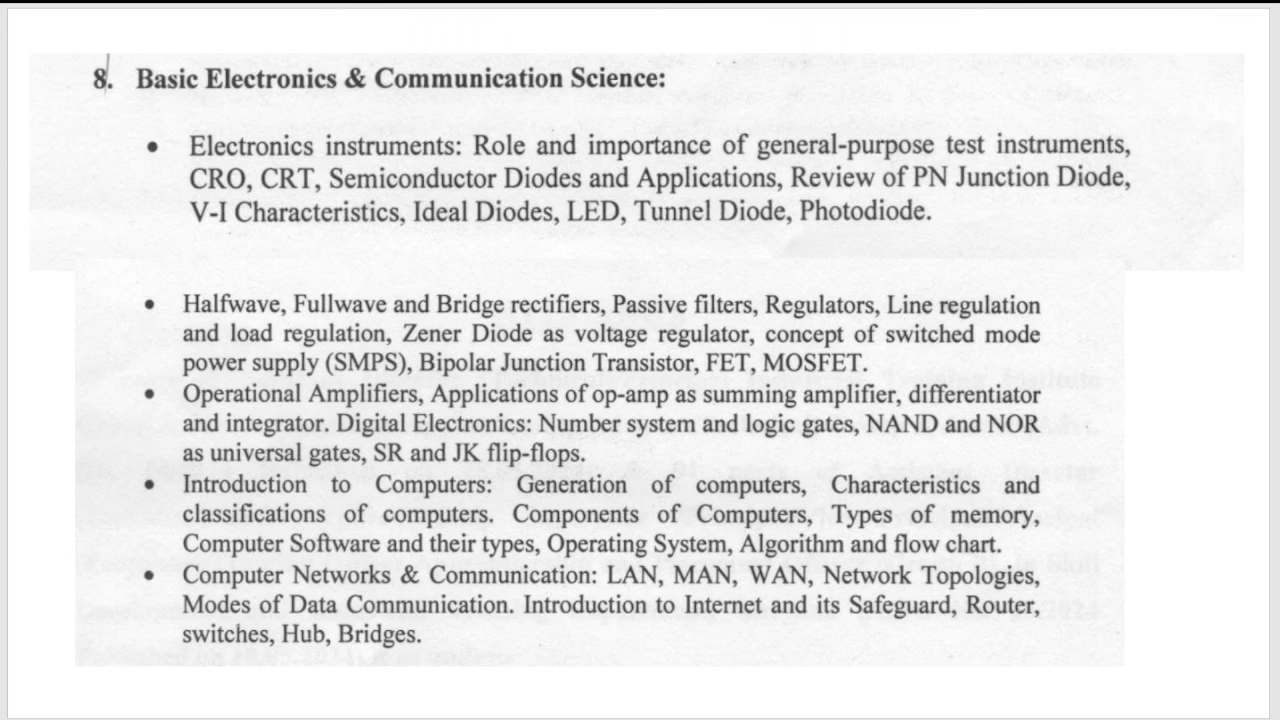 8. Basic Electronics & Communication Science:
• Electronics instruments: Role and importance of general-purpose test instruments,
CRO, CRT, Semiconductor Diodes and Applications, Review of PN Junction Diode,
V-I Characteristics, Ideal Diodes, LED, Tunnel Diode, Photodiode.
• Halfwave, Fullwave and Bridge rectifiers, Passive filters, Regulators, Line regulation
and load regulation, Zener Diode as voltage regulator, concept of switched mode
power supply (SMPS), Bipolar Junction Transistor, FET, MOSFET.
• Operational Amplifiers, Applications of op-amp as summing amplifier, differentiator
and integrator. Digital Electronics: Number system and logic gates, NAND and NOR
as universal gates, SR and JK flip-flops.
• Introduction to Computers: Generation of computers, Characteristics and
classifications of computers. Components of Computers, Types of memory,
Computer Software and their types, Operating System, Algorithm and flow chart.
• Computer Networks & Communication: LAN, MAN, WAN, Network Topologies,
Modes of Data Communication. Introduction to Internet and its Safeguard, Router,
switches, Hub, Bridges.